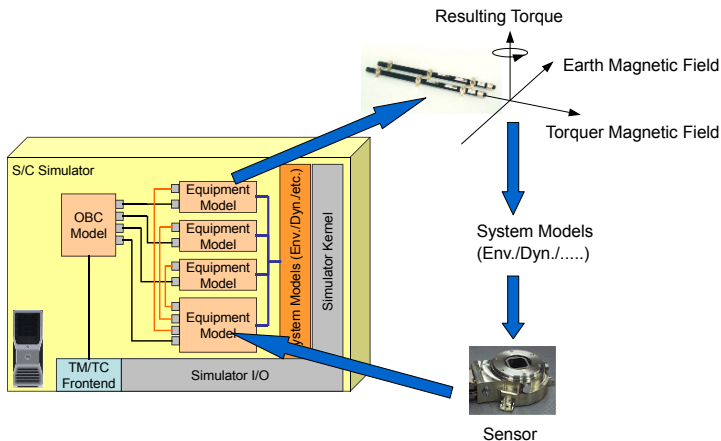 Resulting Torque
Earth Magnetic Field
Torquer Magnetic Field
S/C Simulator
OBC
Model
Equipment
Model
Equipment
Model
Equipment
Model
Equipment
Model
System Models (Env./Dyn./etc.)
Simulator Kernel
TM/TC
Frontend
Simulator I/O
System Models
(Env./Dyn./.....)
Sensor